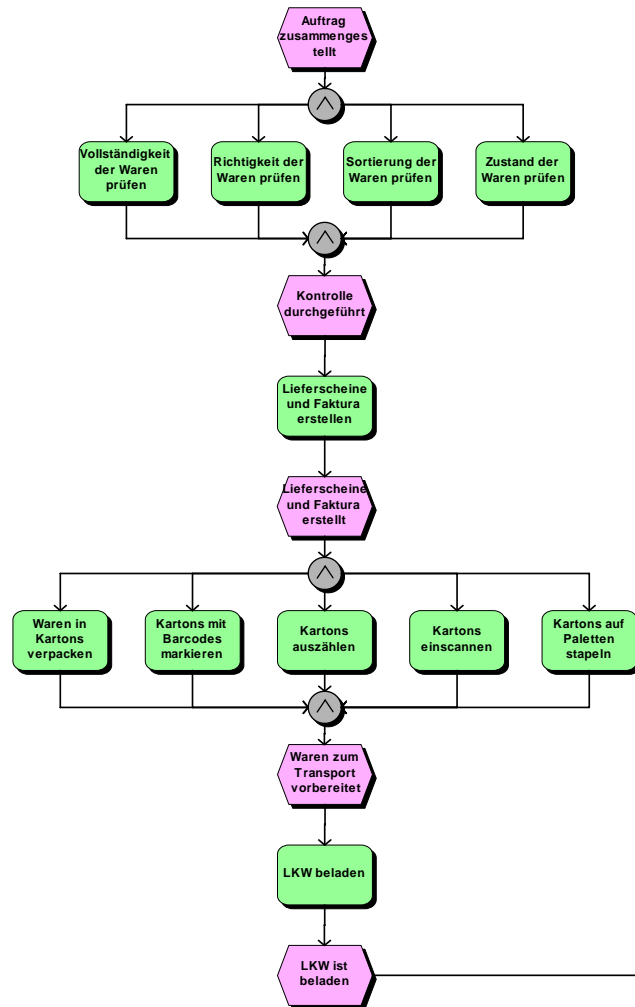 Auftrag
zusammenges
tellt
Vollständigkeit
der Waren
prüfen
Richtigkeit der
Waren prüfen
Sortierung der
Waren prüfen
Zustand der
Waren prüfen
Kontrolle
durchgeführt
Lieferscheine
und Faktura
erstellen
Lieferscheine
und Faktura
erstellt
Waren in
Kartons
verpacken
Kartons mit
Barcodes
markieren
Kartons
auszählen
Kartons
einscannen
Kartons auf
Paletten
stapeln
Waren zum
Transport
vorbereitet
LKW beladen
LKW ist
beladen